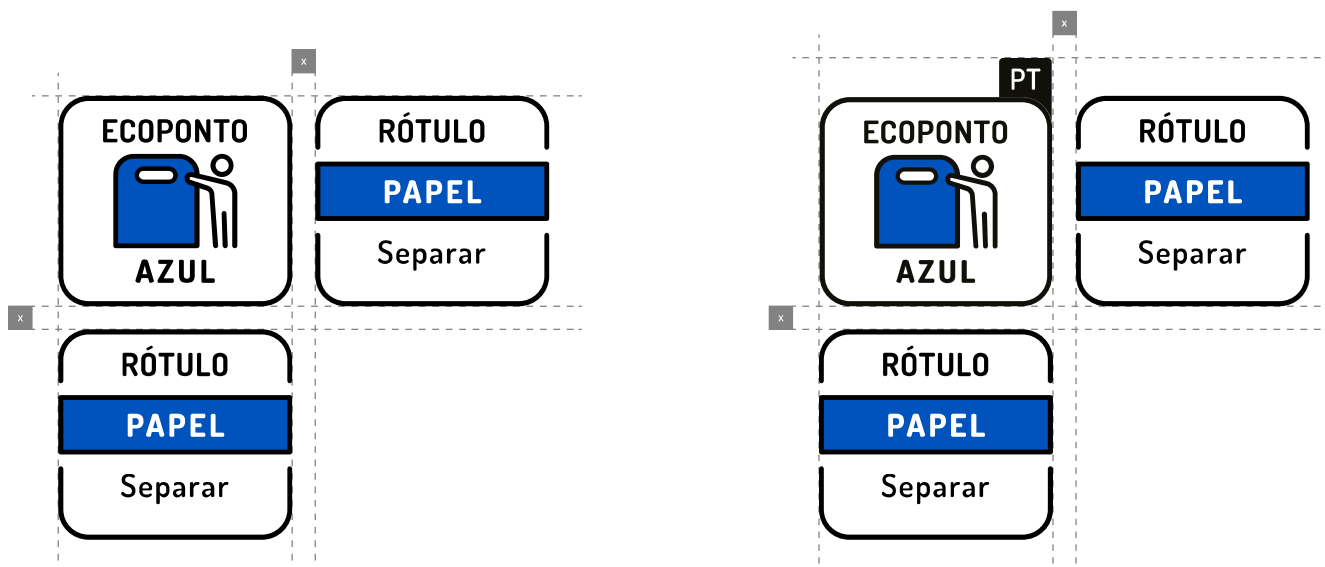 x
ECOPONTO
AZUL
RÓTULO
PAPEL
Separar
x
RÓTULO
PAPEL
Separar
x
PT
ECOPONTO
AZUL
RÓTULO
PAPEL
Separar
x
RÓTULO
PAPEL
Separar